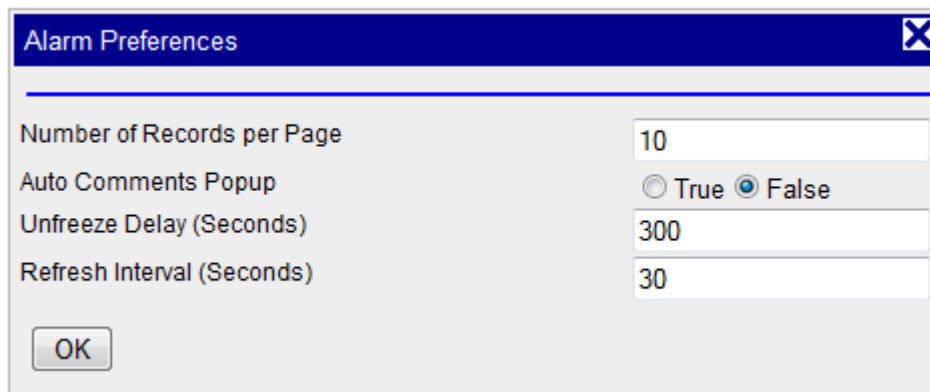 Alarm Preferences
Number of Records per Page 10
Auto Comments Popup True False
Unfreeze Delay (Seconds) 300
Refresh Interval (Seconds) 30
OK